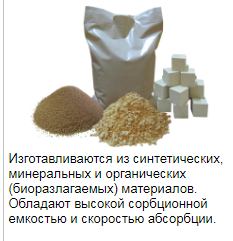 Изготавливаются из синтетических,
минеральных и органических
(биоразлагаемых) материалов.
Обладают высокой сорбционной
емкостью и скоростью абсорбции.